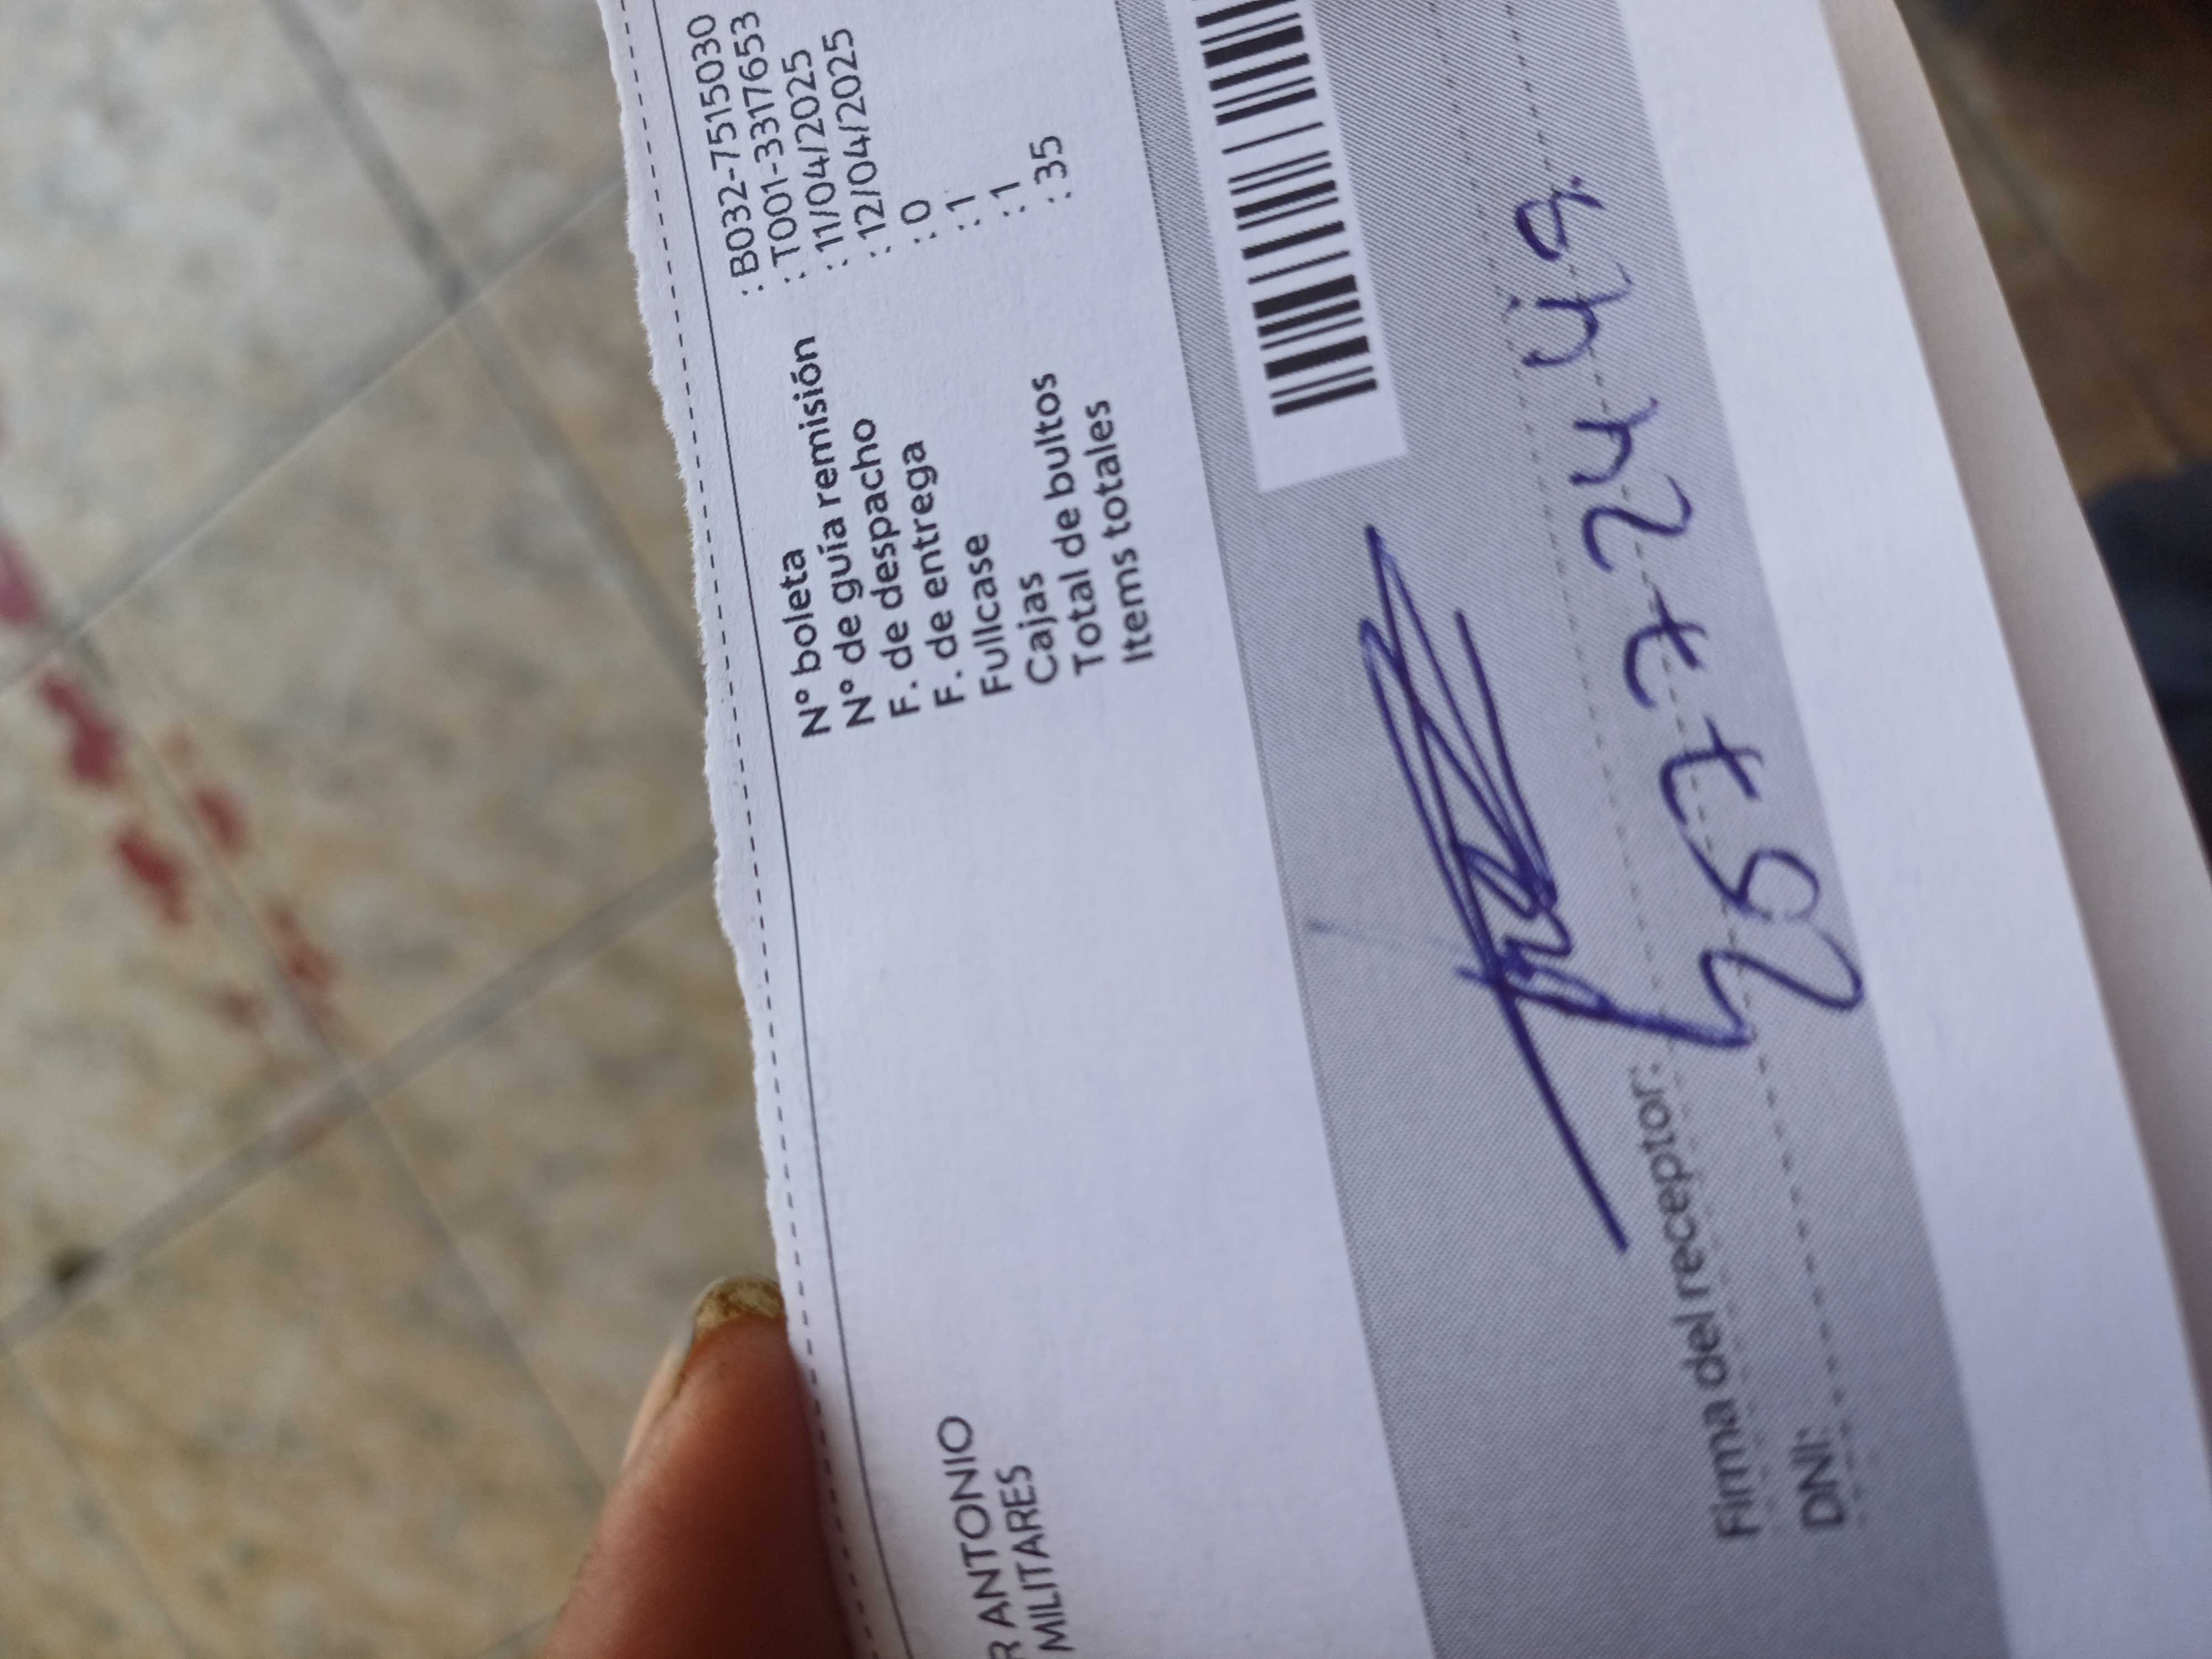 Nº boleta : B032-7515030
Nº de guía remisión : T001-3317653
F. de despacho : 11/04/2025
F. de entrega : 12/04/2025
Fullcase : 0
Cajas : 1
Total de bultos : 1
Items totales : 35
R ANTONIO
MILITARES
Firma del receptor:
DNI: